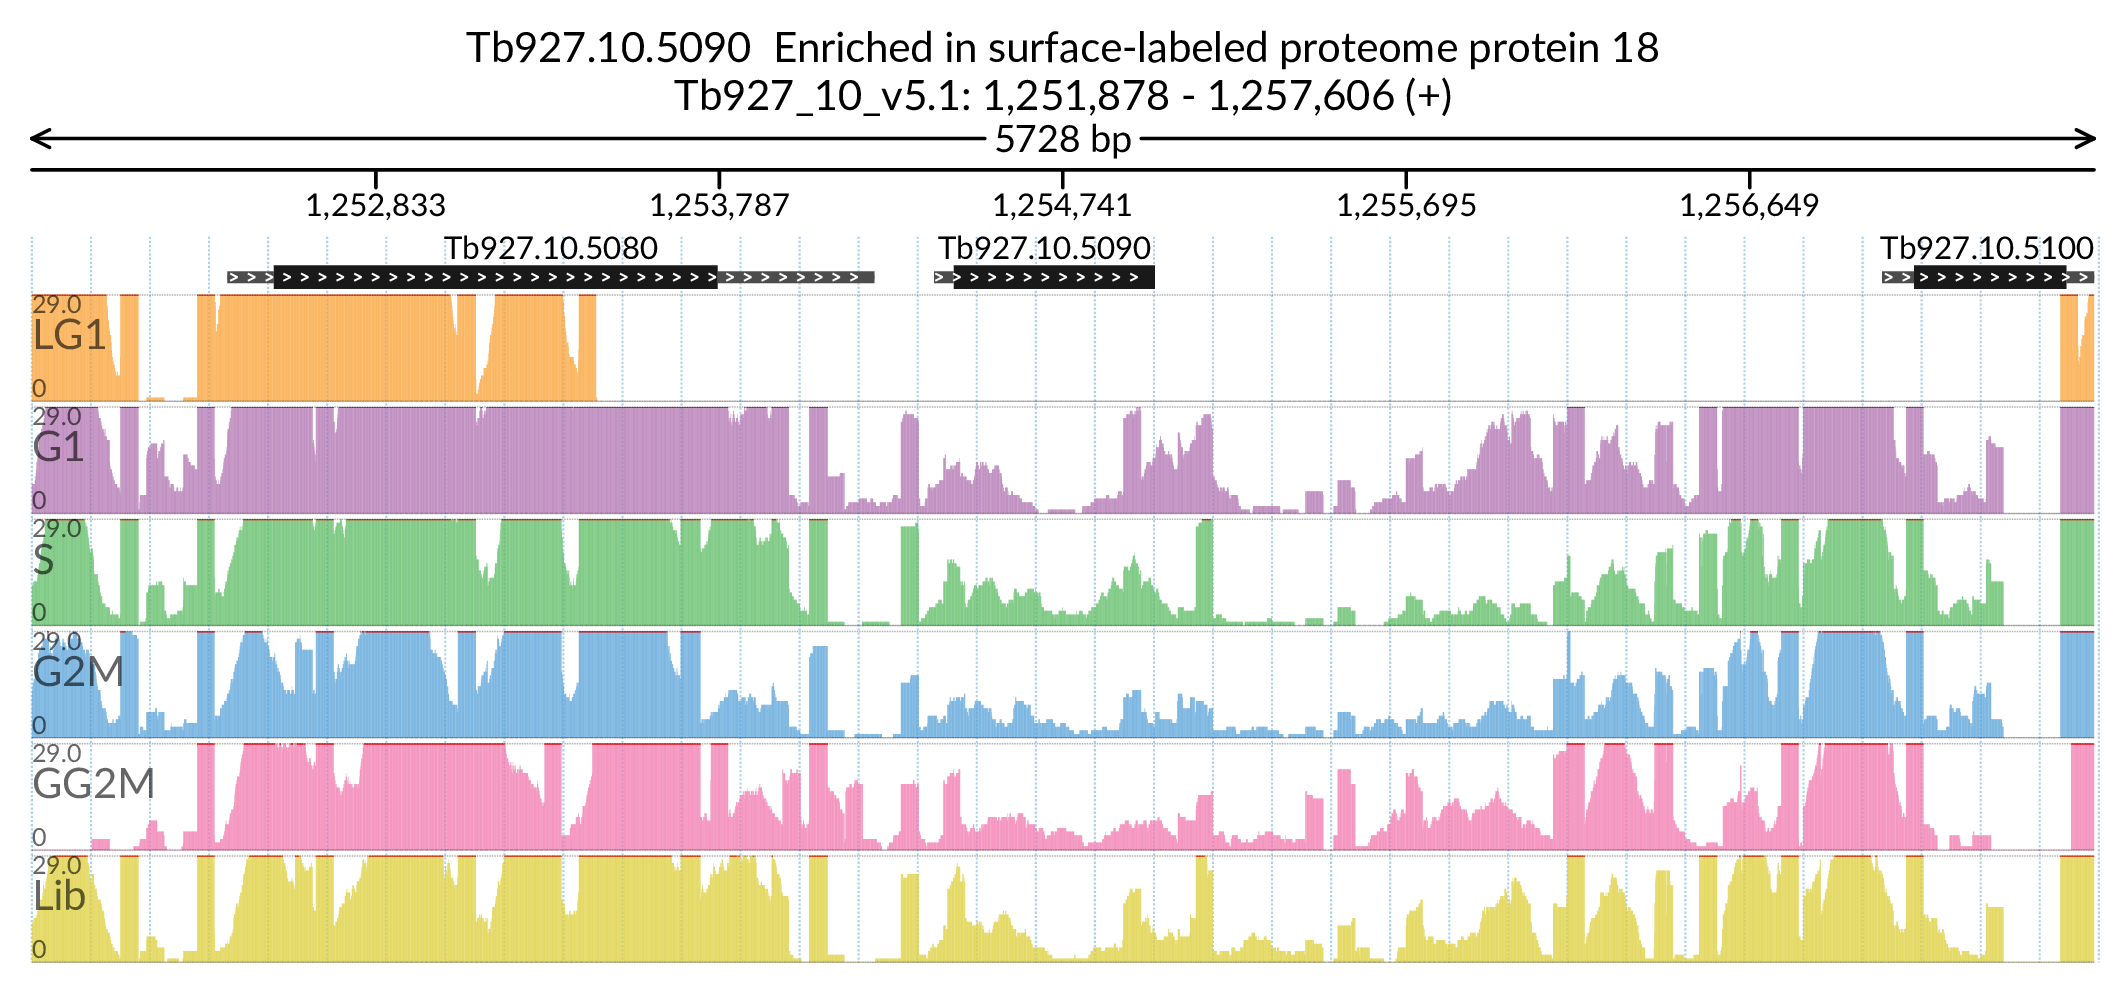 Tb927.10.5090  Enriched in surface-labeled proteome protein 18
Tb927_10_v5.1: 1,251,878 - 1,257,606 (+)
5728 bp
1,252,833 1,253,787 1,254,741 1,255,695 1,256,649
Tb927.10.5080 Tb927.10.5090 Tb927.10.5100
29.0
LG1
0
29.0
G1
0
29.0
S
0
29.0
G2M
0
29.0
GG2M
0
29.0
Lib
0